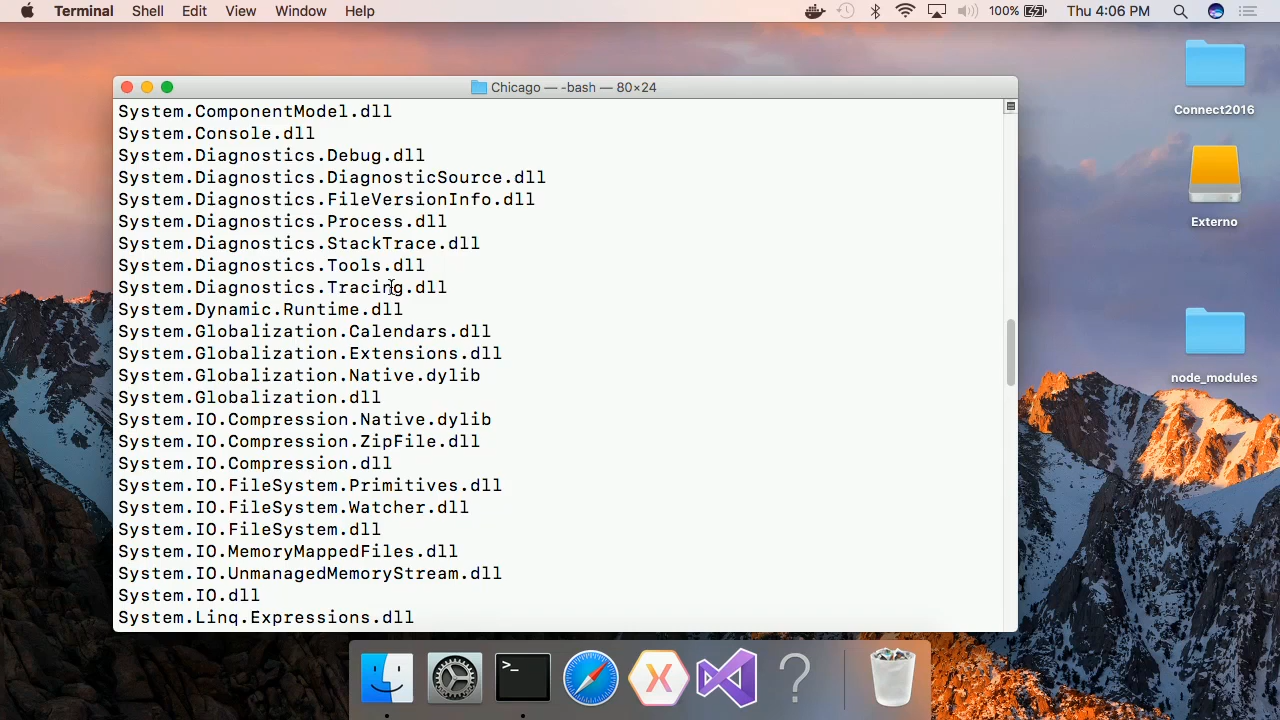 Terminal Shell Edit View Window Help 100% Thu 4:06 PM
Chicago — -bash — 80×24
System.ComponentModel.dll
System.Console.dll
System.Diagnostics.Debug.dll
System.Diagnostics.DiagnosticSource.dll
System.Diagnostics.FileVersionInfo.dll
System.Diagnostics.Process.dll
System.Diagnostics.StackTrace.dll
System.Diagnostics.Tools.dll
System.Diagnostics.Tracing.dll
System.Dynamic.Runtime.dll
System.Globalization.Calendars.dll
System.Globalization.Extensions.dll
System.Globalization.Native.dylib
System.Globalization.dll
System.IO.Compression.Native.dylib
System.IO.Compression.ZipFile.dll
System.IO.Compression.dll
System.IO.FileSystem.Primitives.dll
System.IO.FileSystem.Watcher.dll
System.IO.FileSystem.dll
System.IO.MemoryMappedFiles.dll
System.IO.UnmanagedMemoryStream.dll
System.IO.dll
System.Linq.Expressions.dll
Connect2016
Externo
node_modules
>_
X
?